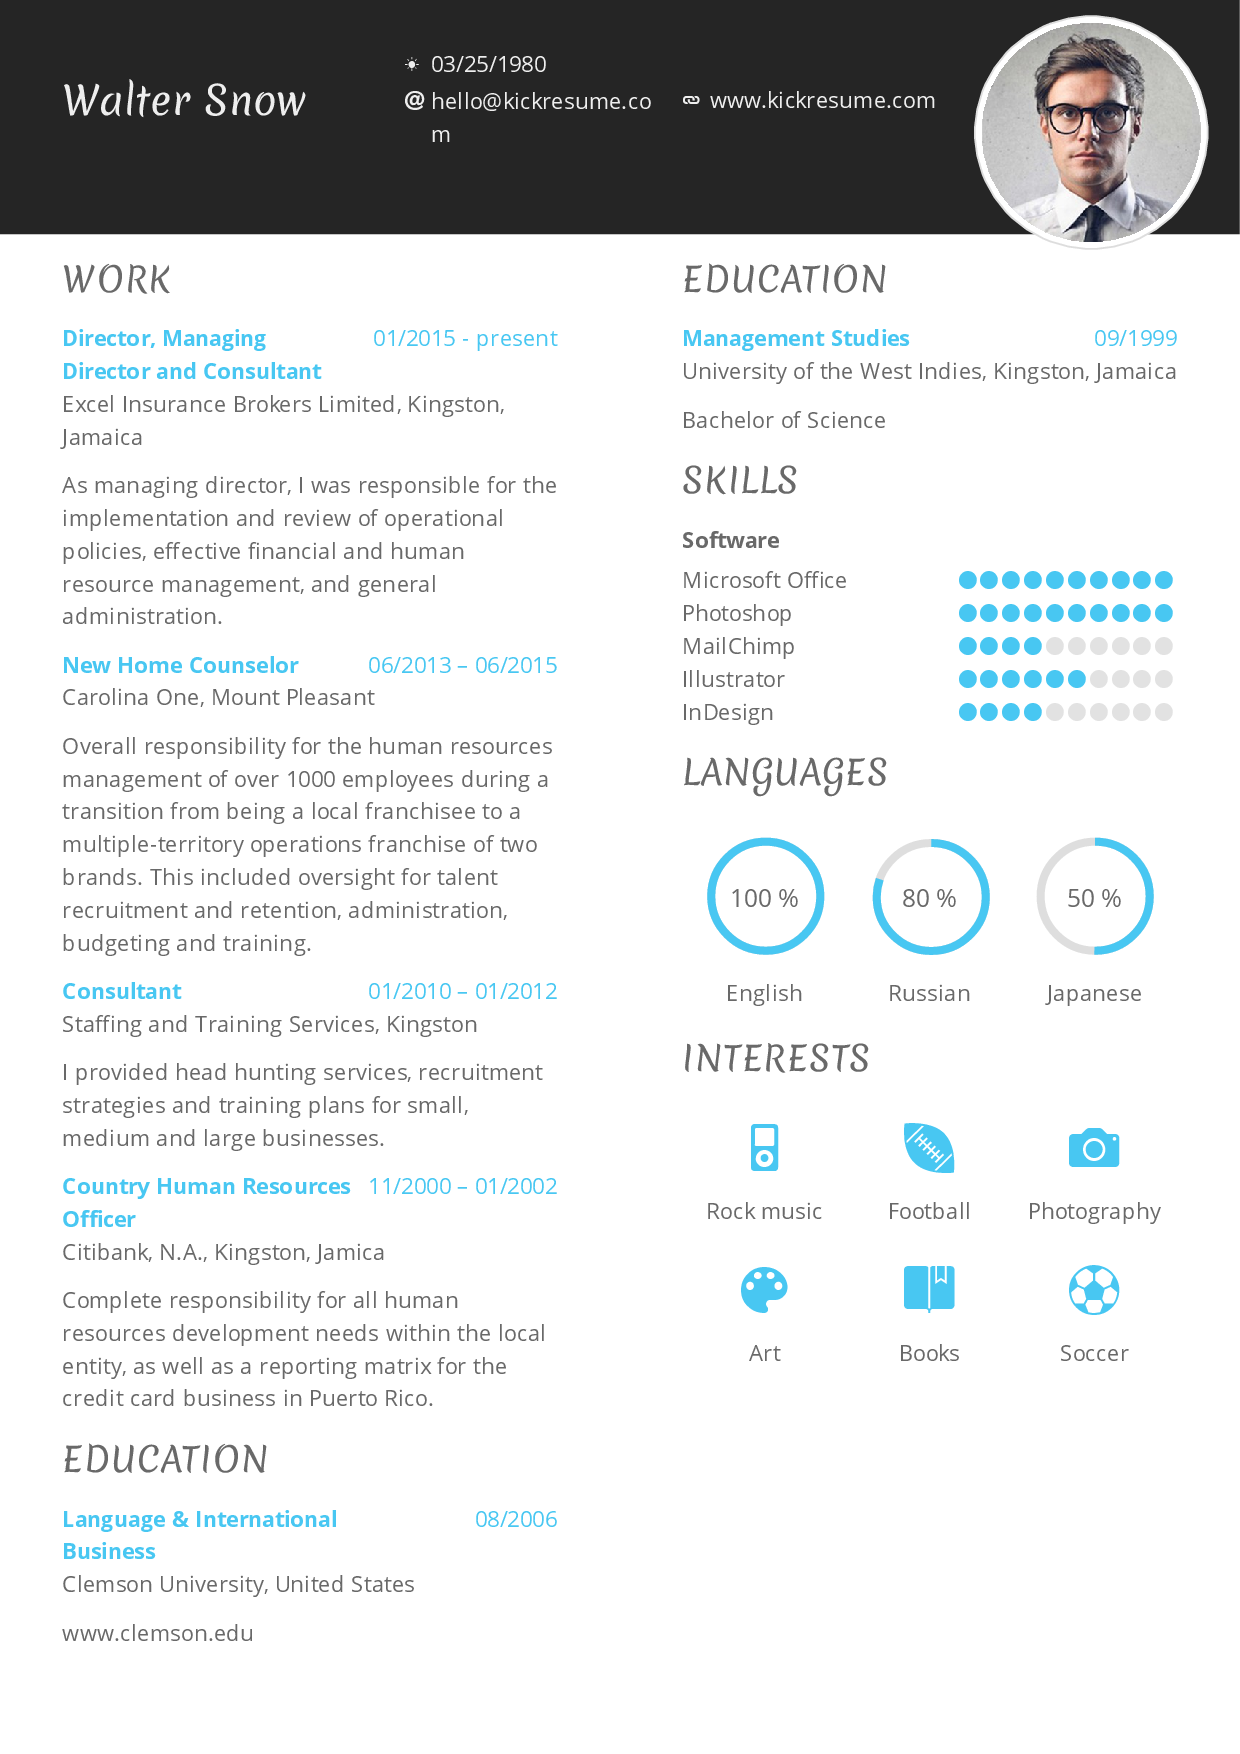 Walter Snow
03/25/1980
@ hello@kickresume.co
m
www.kickresume.com
WORK
Director, Managing 01/2015 - present
Director and Consultant
Excel Insurance Brokers Limited, Kingston,
Jamaica
As managing director, I was responsible for the
implementation and review of operational
policies, effective financial and human
resource management, and general
administration.
New Home Counselor 06/2013 – 06/2015
Carolina One, Mount Pleasant
Overall responsibility for the human resources
management of over 1000 employees during a
transition from being a local franchisee to a
multiple-territory operations franchise of two
brands. This included oversight for talent
recruitment and retention, administration,
budgeting and training.
Consultant 01/2010 – 01/2012
Staffing and Training Services, Kingston
I provided head hunting services, recruitment
strategies and training plans for small,
medium and large businesses.
Country Human Resources 11/2000 – 01/2002
Officer
Citibank, N.A., Kingston, Jamica
Complete responsibility for all human
resources development needs within the local
entity, as well as a reporting matrix for the
credit card business in Puerto Rico.
EDUCATION
Language & International 08/2006
Business
Clemson University, United States
www.clemson.edu
EDUCATION
Management Studies 09/1999
University of the West Indies, Kingston, Jamaica
Bachelor of Science
SKILLS
Software
Microsoft Office
Photoshop
MailChimp
Illustrator
InDesign
LANGUAGES
100 % 80 % 50 %
English Russian Japanese
INTERESTS
Rock music Football Photography
Art Books Soccer